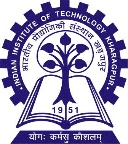 INDIAN INSTITUTE OF TECHNOLOGY KHARAGPUR
भारतीय प्रौद्योगिकी संस्थान खड़गपुर
1951
योगः कर्मसु कौशलम्